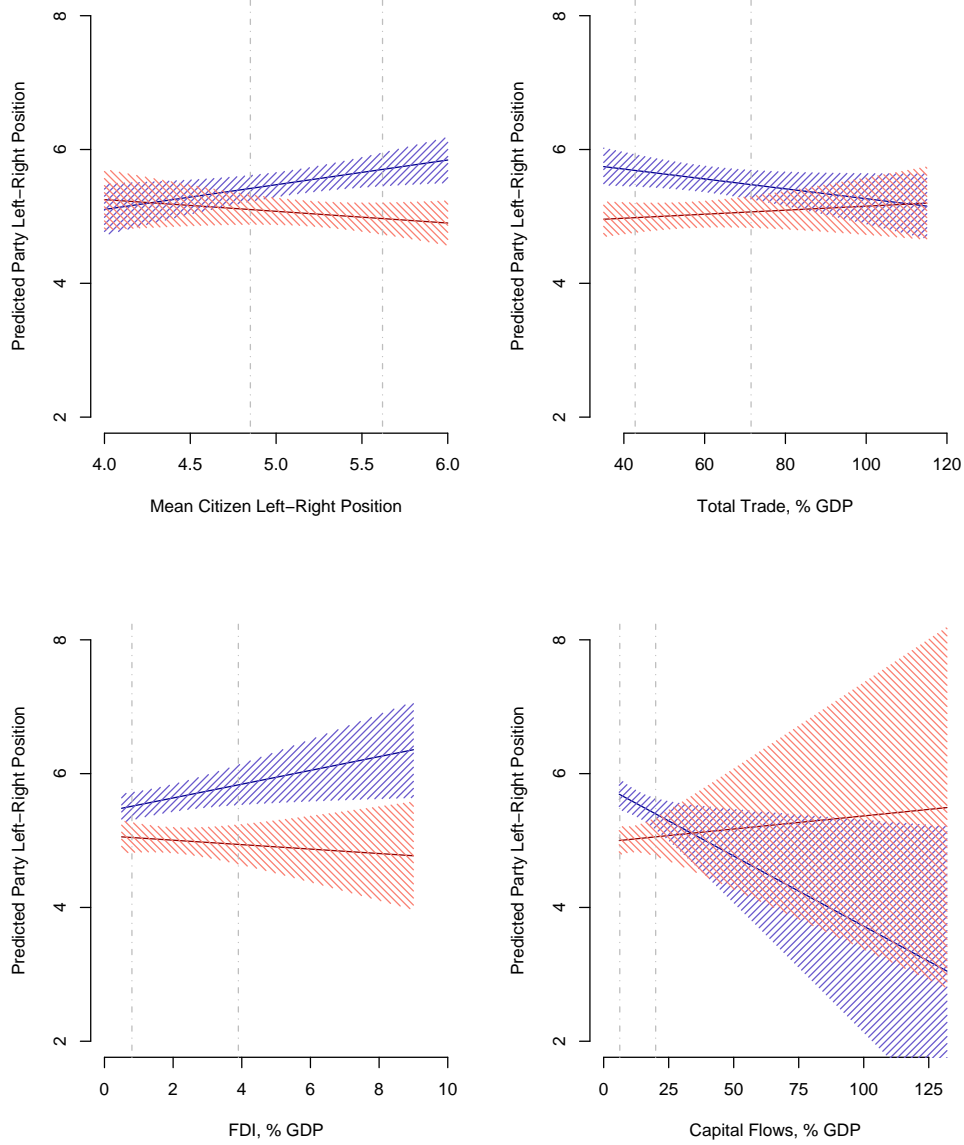 8
6
4
2
Predicted Party Left−Right Position
4.0 4.5 5.0 5.5 6.0
Mean Citizen Left−Right Position
8
6
4
2
Predicted Party Left−Right Position
40 60 80 100 120
Total Trade, % GDP
8
6
4
2
Predicted Party Left−Right Position
0 2 4 6 8 10
FDI, % GDP
8
6
4
2
Predicted Party Left−Right Position
0 25 50 75 100 125
Capital Flows, % GDP